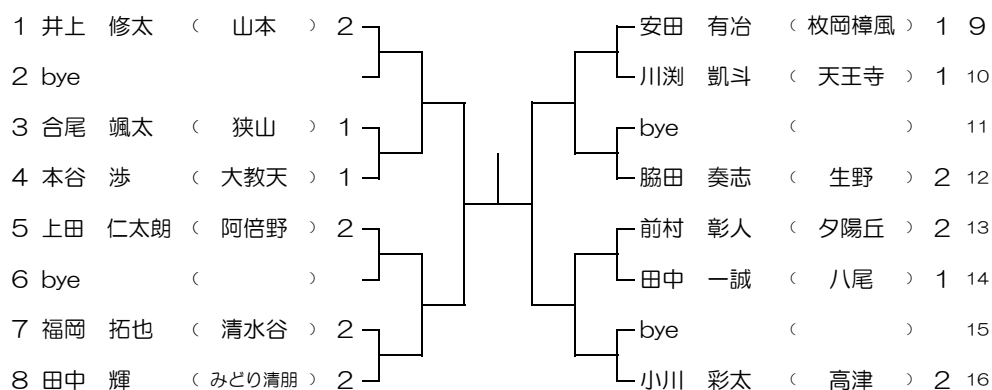 1 井上 修太 （ 山本 ） 2
2 bye
3 合尾 颯太 （ 狭山 ） 1
4 本谷 渉 （ 大教天 ） 1
5 上田 仁太朗 （ 阿倍野 ） 2
6 bye （ ）
7 福岡 拓也 （ 清水谷 ） 2
8 田中 輝 （ みどり清朋 ） 2
安田 有冶 （ 枚岡樟風 ） 1 9
川渕 凱斗 （ 天王寺 ） 1 10
bye （ ） 11
脇田 奏志 （ 生野 ） 2 12
前村 彰人 （ 夕陽丘 ） 2 13
田中 一誠 （ 八尾 ） 1 14
bye （ ） 15
小川 彩太 （ 高津 ） 2 16